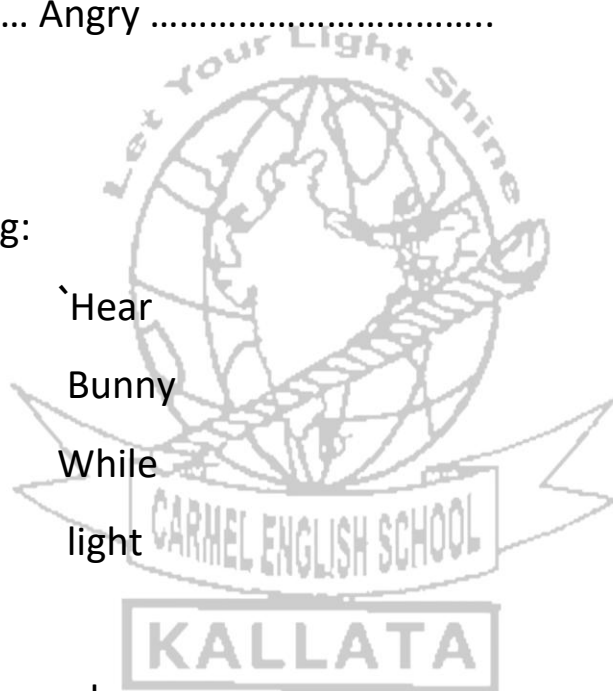 ... Angry ……………………………..
Let Your Light Shine
g:
`Hear
Bunny
While
light
CARMEL ENGLISH SCHOOL
KALLATA